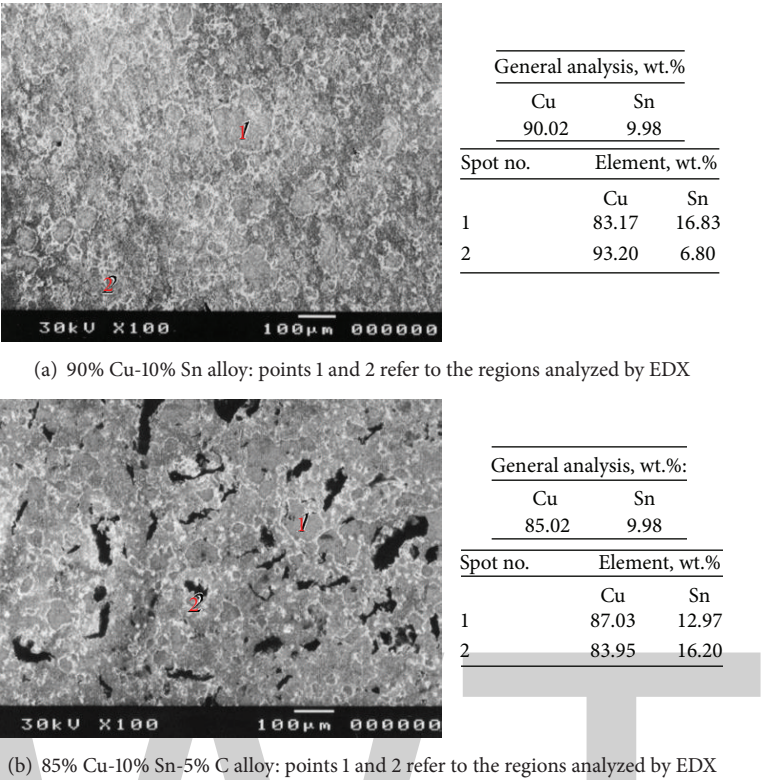 1
2
30kV X100 100μm 000000
General analysis, wt.%
Cu Sn
90.02 9.98
Spot no. Element, wt.%
Cu Sn
1 83.17 16.83
2 93.20 6.80
(a) 90% Cu-10% Sn alloy: points 1 and 2 refer to the regions analyzed by EDX
1
2
30kV X100 100μm 000000
General analysis, wt.%:
Cu Sn
85.02 9.98
Spot no. Element, wt.%
Cu Sn
1 87.03 12.97
2 83.95 16.20
(b) 85% Cu-10% Sn-5% C alloy: points 1 and 2 refer to the regions analyzed by EDX